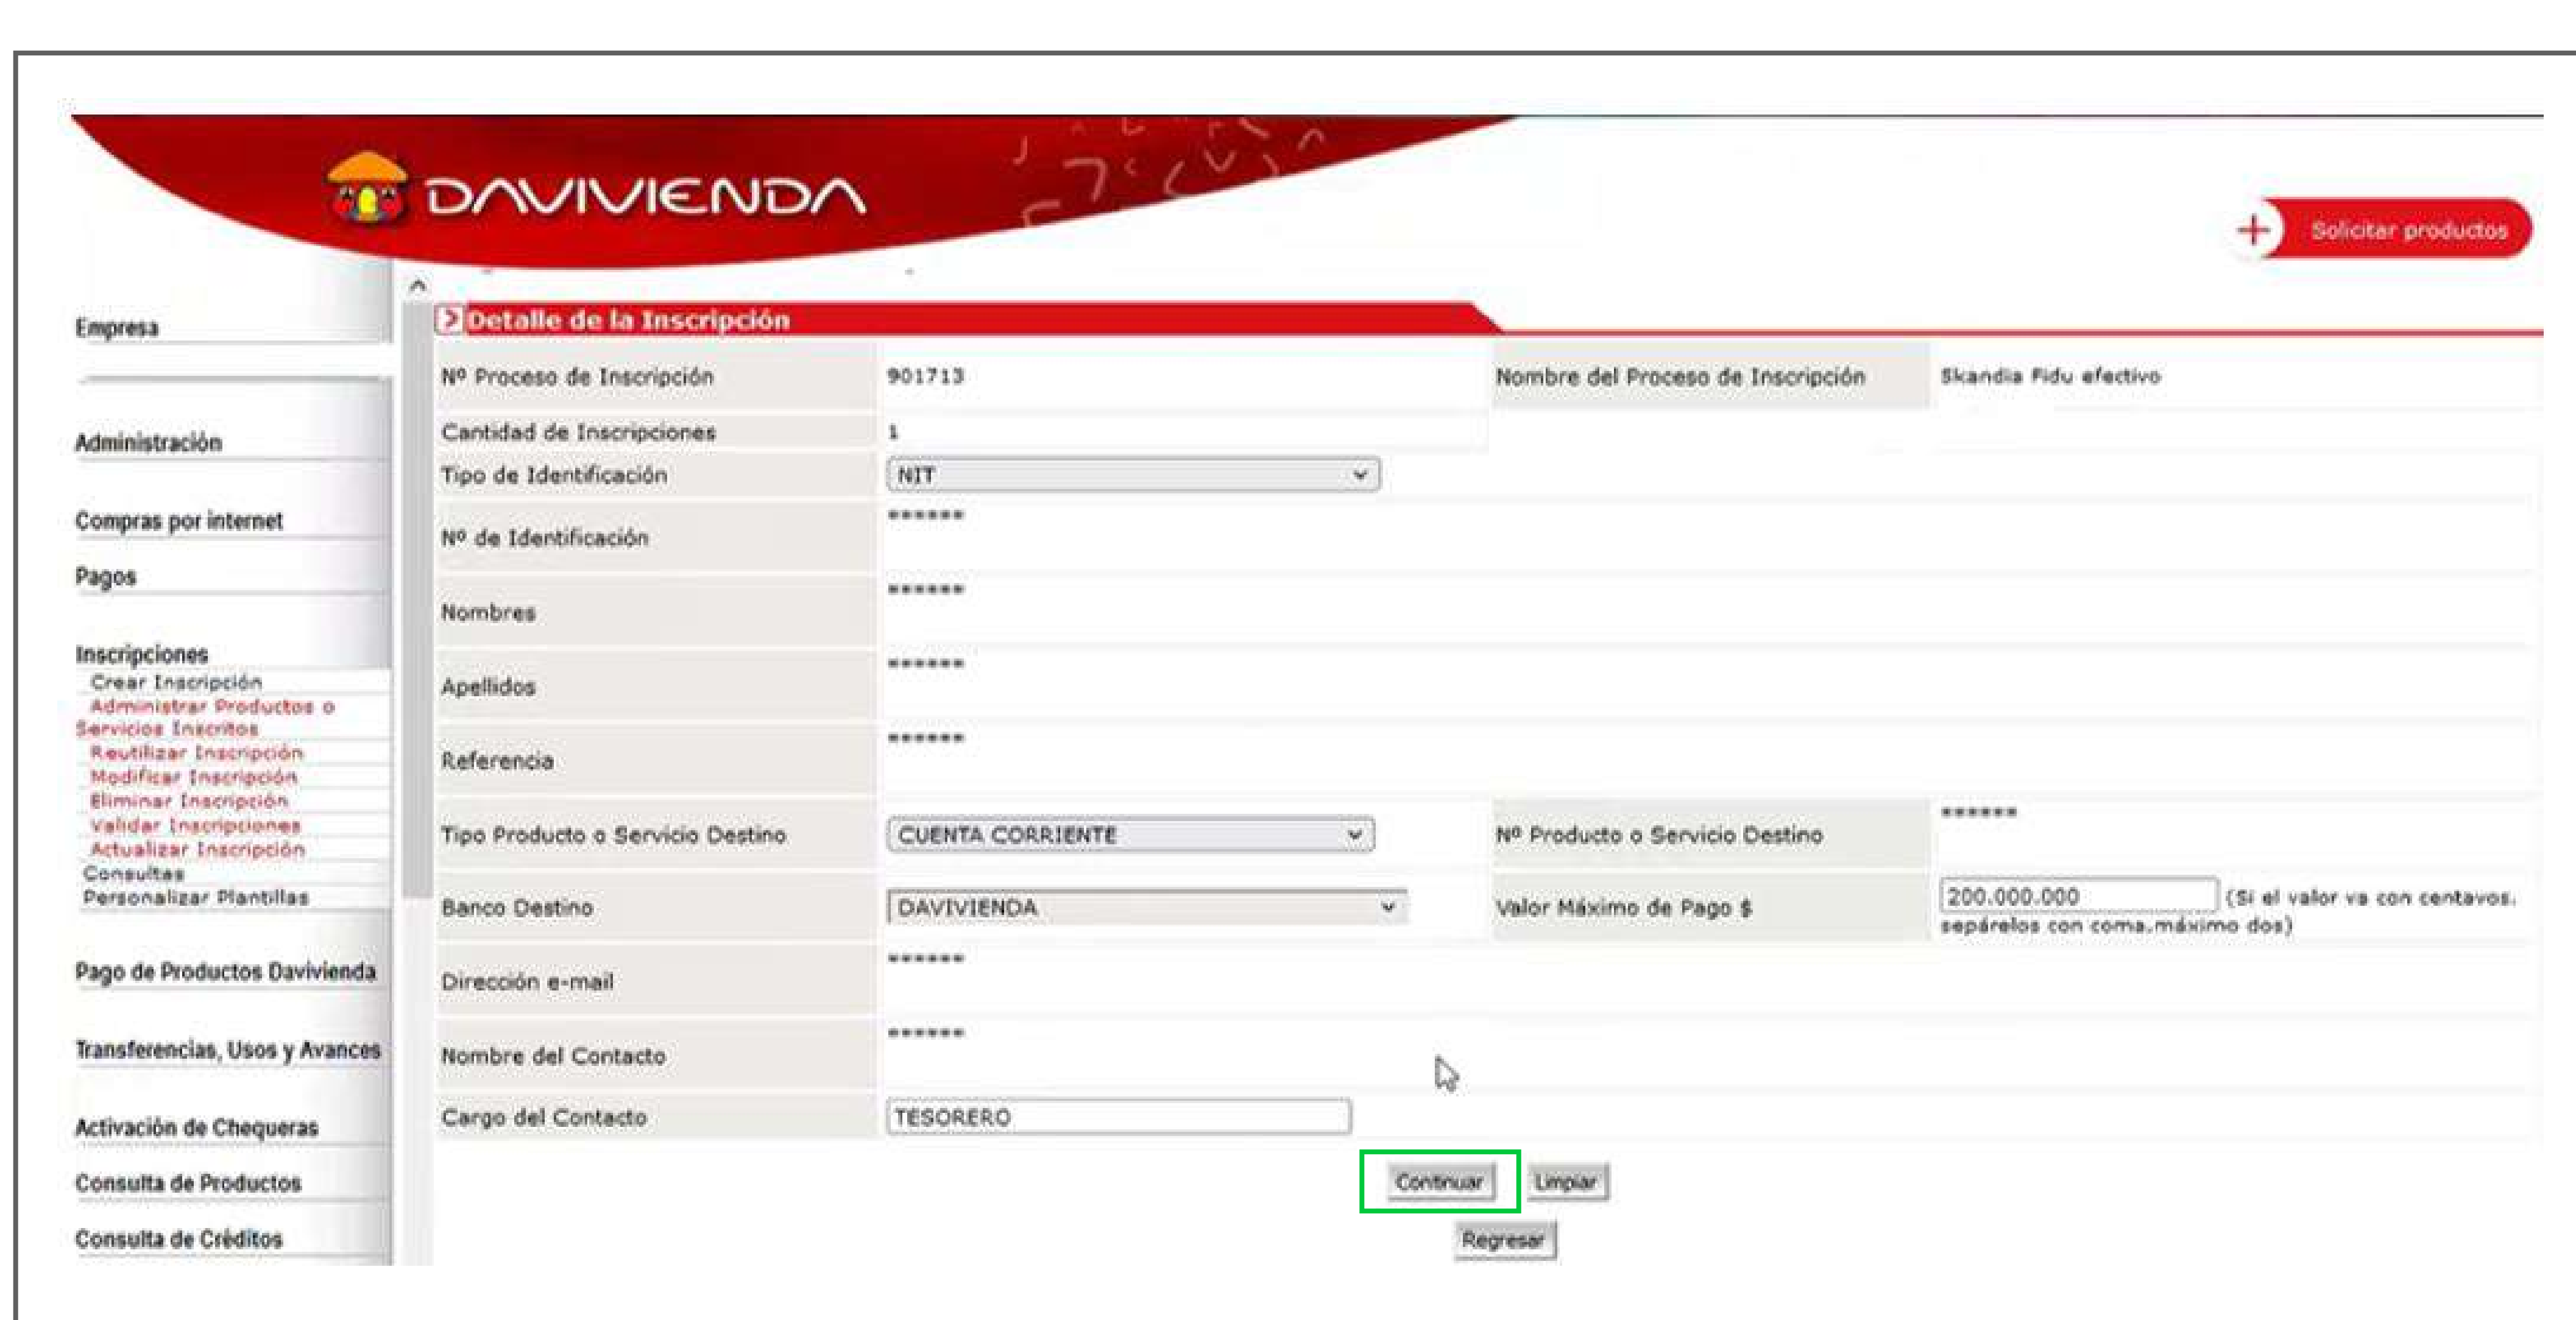 DAVIVIENDA
Solicitar productos
Empresa
Administración
Compras por internet
Pagos
Inscripciones
Crear Inscripción
Administrar Productos o
Servicios Inscritos
Reutilizar Inscripción
Modificar Inscripción
Eliminar Inscripción
Validar Inscripciones
Actualizar Inscripción
Consultas
Personalizar Plantillas
Pago de Productos Davivienda
Transferencias, Usos y Avances
Activación de Chequeras
Consulta de Productos
Consulta de Créditos
Detalle de la Inscripción
Nº Proceso de Inscripción 901713 Nombre del Proceso de Inscripción Skandia Fidu efectivo
Cantidad de Inscripciones 1
Tipo de Identificación NIT
Nº de Identificación ******
Nombres ******
Apellidos ******
Referencia ******
Tipo Producto o Servicio Destino CUENTA CORRIENTE Nº Producto o Servicio Destino ******
Banco Destino DAVIVIENDA Valor Máximo de Pago $ 200.000.000 (Si el valor va con centavos,
sepárelos con coma,máximo dos)
Dirección e-mail ******
Nombre del Contacto ******
Cargo del Contacto TESORERO
Continuar Limpiar
Regresar